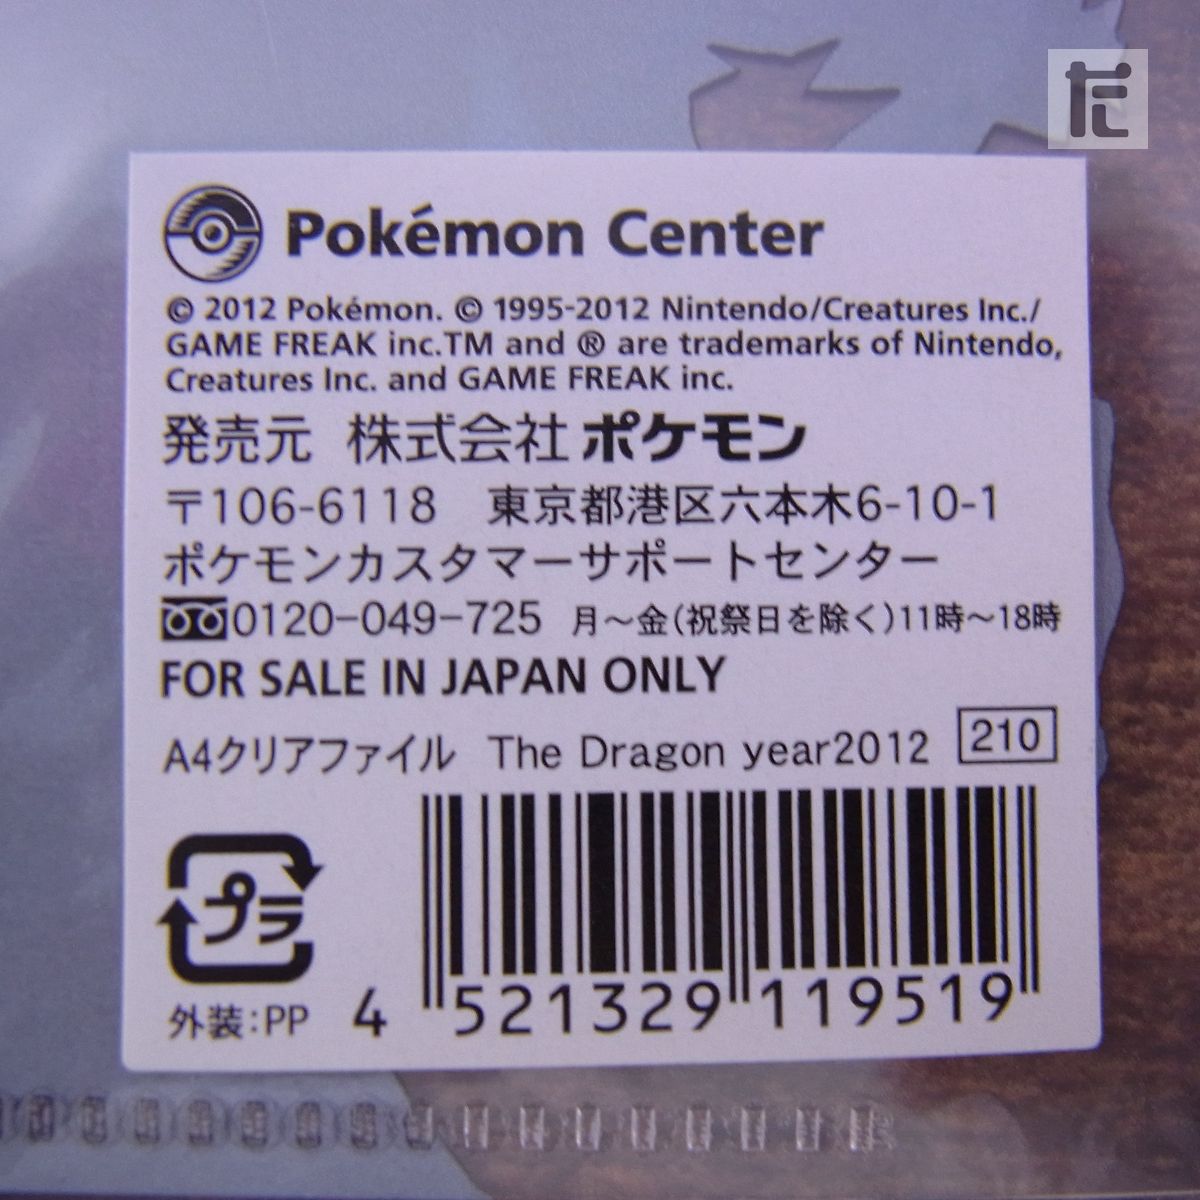 Pokémon Center
© 2012 Pokémon. © 1995-2012 Nintendo/Creatures Inc./
GAME FREAK inc.TM and ® are trademarks of Nintendo,
Creatures Inc. and GAME FREAK inc.
発売元 株式会社ポケモン
〒106-6118 東京都港区六本木6-10-1
ポケモンカスタマーサポートセンター
0120-049-725 月~金(祝祭日を除く)11時~18時
FOR SALE IN JAPAN ONLY
A4クリアファイル The Dragon year2012 210
プラ
外装:PP
4 521329 119519